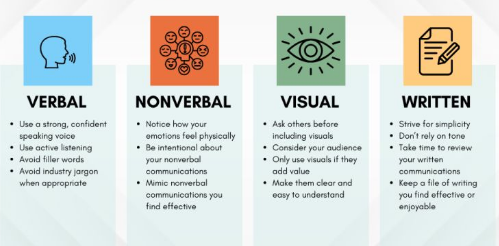 VERBAL
• Use a strong, confident
speaking voice
• Use active listening
• Avoid filler words
• Avoid industry jargon
when appropriate
NONVERBAL
• Notice how your
emotions feel physically
• Be intentional about
your nonverbal
communications
• Mimic nonverbal
communications you
find effective
VISUAL
• Ask others before
including visuals
• Consider your audience
• Only use visuals if they
add value
• Make them clear and
easy to understand
WRITTEN
• Strive for simplicity
• Don't rely on tone
• Take time to review
your written
communications
• Keep a file of writing
you find effective or
enjoyable